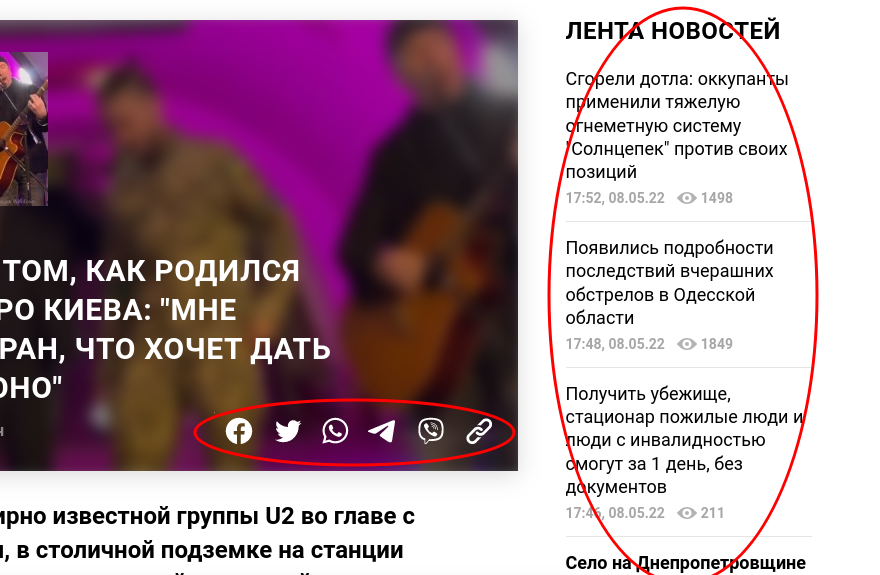 ТОМ, КАК РОДИЛСЯ
РО КИЕВА: "МНЕ
РАН, ЧТО ХОЧЕТ ДАТЬ
ОНО"
ирно известной группы U2 во главе с
, в столичной подземке на станции
ЛЕНТА НОВОСТЕЙ
Сгорели дотла: оккупанты
применили тяжелую
огнеметную систему
"Солнцепек" против своих
позиций
17:52, 08.05.22 1498
Появились подробности
последствий вчерашних
обстрелов в Одесской
области
17:48, 08.05.22 1849
Получить убежище,
стационар пожилые люди и
люди с инвалидностью
смогут за 1 день, без
документов
17:46, 08.05.22 211
Село на Днепропетровщине